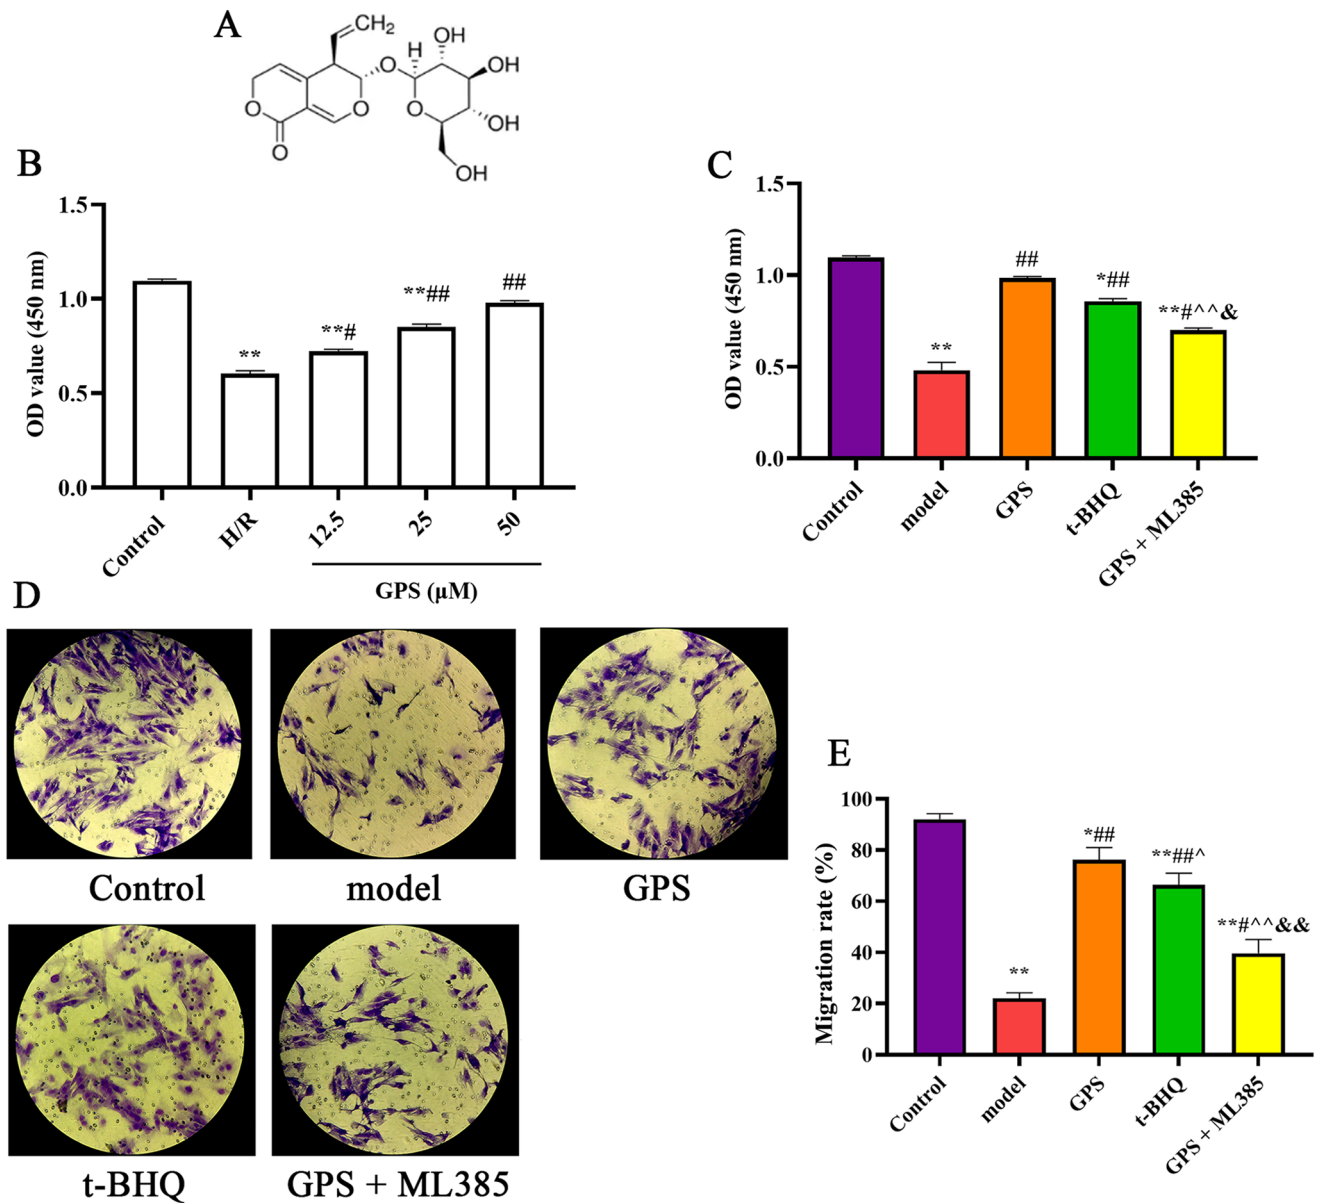 A
CH2
OH
H
O
OH
O
O
O
OH
O
OH
B
1.5
1.0
0.5
0.0
OD value (450 nm)
**
**#
**##
##
Control
H/R
12.5
25
50
GPS (μM)
C
1.5
1.0
0.5
0.0
OD value (450 nm)
**
##
*##
**#^^&
Control
model
GPS
t-BHQ
GPS + ML385
D
Control
model
GPS
t-BHQ
GPS + ML385
E
100
80
60
40
20
0
Migration rate (%)
**
*##
**##^
**#^^&&
Control
model
GPS
t-BHQ
GPS + ML385